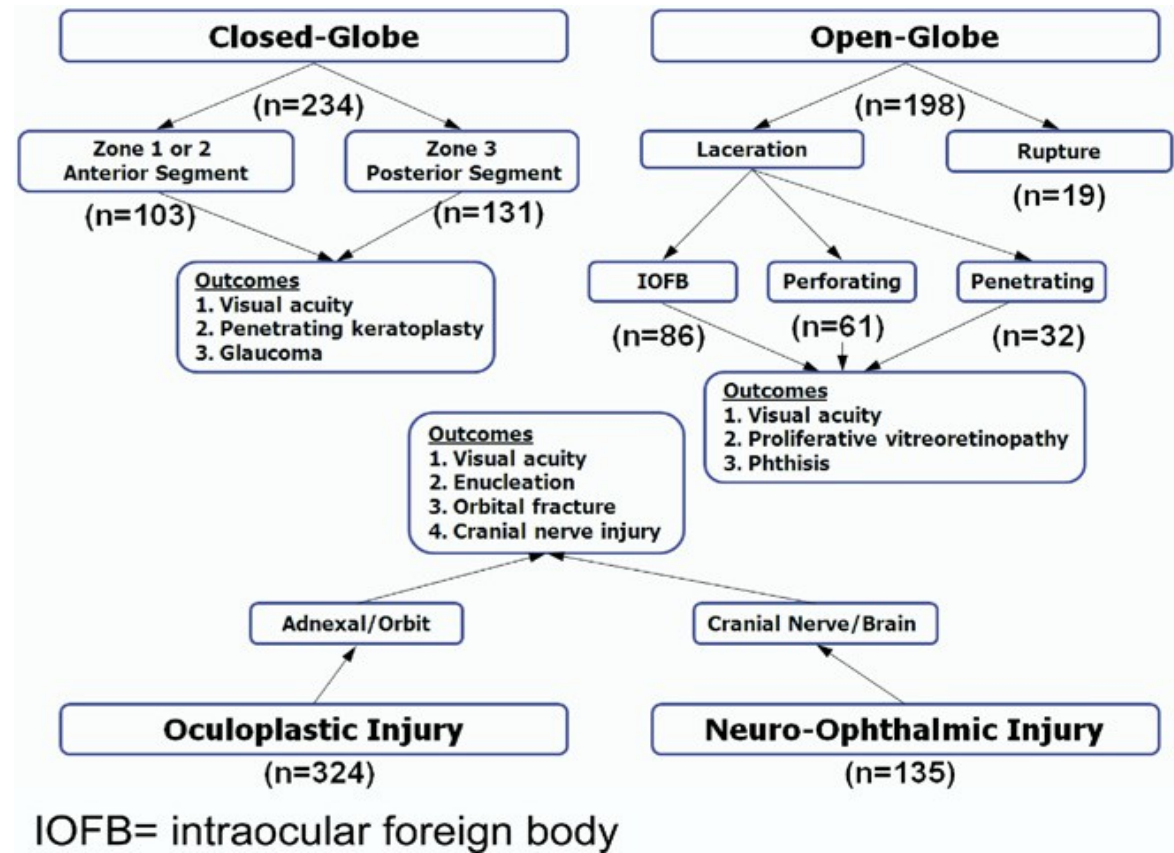 Closed-Globe
Open-Globe
(n=234)
(n=198)
Zone 1 or 2
Anterior Segment
Zone 3
Posterior Segment
Laceration
Rupture
(n=103)
(n=131)
(n=19)
Outcomes
1. Visual acuity
2. Penetrating keratoplasty
3. Glaucoma
IOFB
Perforating
Penetrating
(n=86)
(n=61)
(n=32)
Outcomes
1. Visual acuity
2. Proliferative vitreoretinopathy
3. Phthisis
Outcomes
1. Visual acuity
2. Enucleation
3. Orbital fracture
4. Cranial nerve injury
Adnexal/Orbit
Cranial Nerve/Brain
Oculoplastic Injury
Neuro-Ophthalmic Injury
(n=324)
(n=135)
IOFB= intraocular foreign body